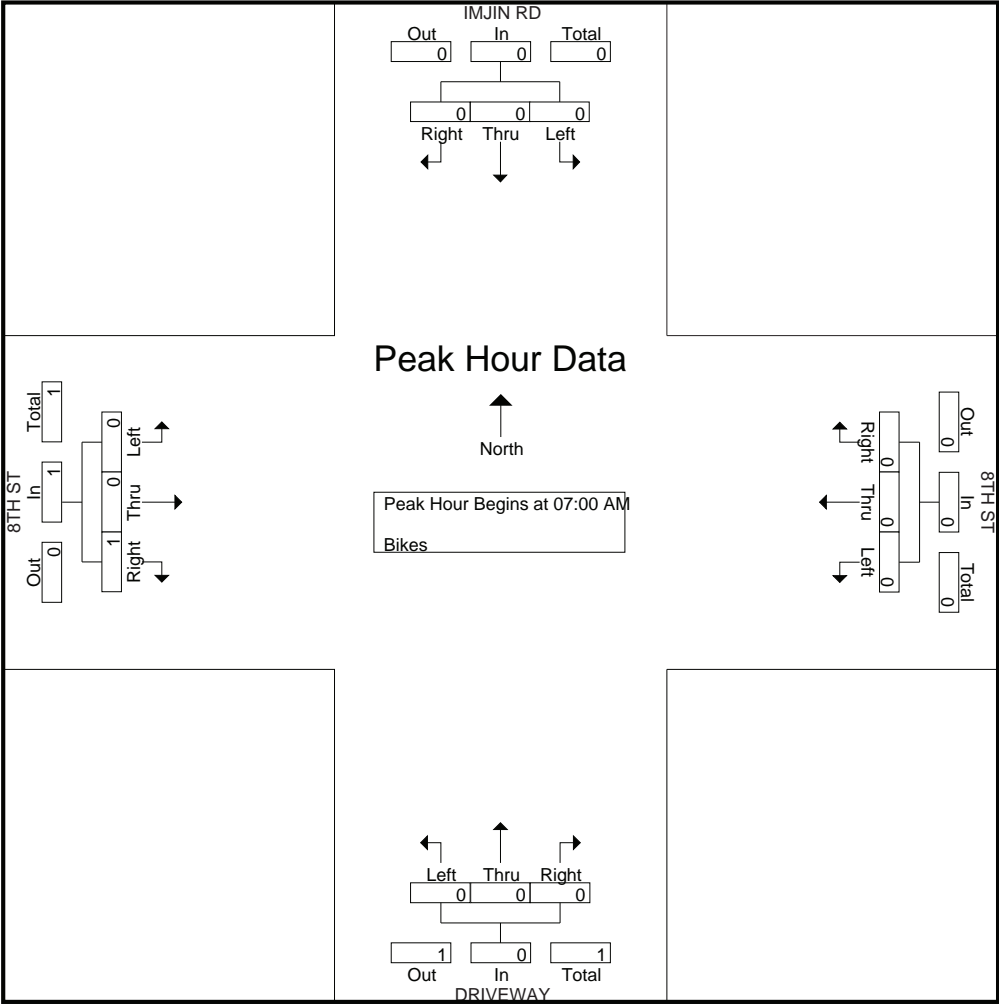 IMJIN RD
Out In Total
0 0 0
0 0 0
Right Thru Left
Peak Hour Data
North
Peak Hour Begins at 07:00 AM
Bikes
8TH ST
Total In Out
1 1 0
0 0 1
Left Thru Right
8TH ST
Out In Total
0 0 0
0 0 0
Right Thru Left
Left Thru Right
0 0 0
1 0 1
Out In Total
DRIVEWAY